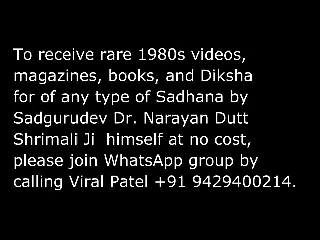 To receive rare 1980s videos,
magazines, books, and Diksha
for of any type of Sadhana by
Sadgurudev Dr. Narayan Dutt
Shrimali Ji  himself at no cost,
please join WhatsApp group by
calling Viral Patel +91 9429400214.